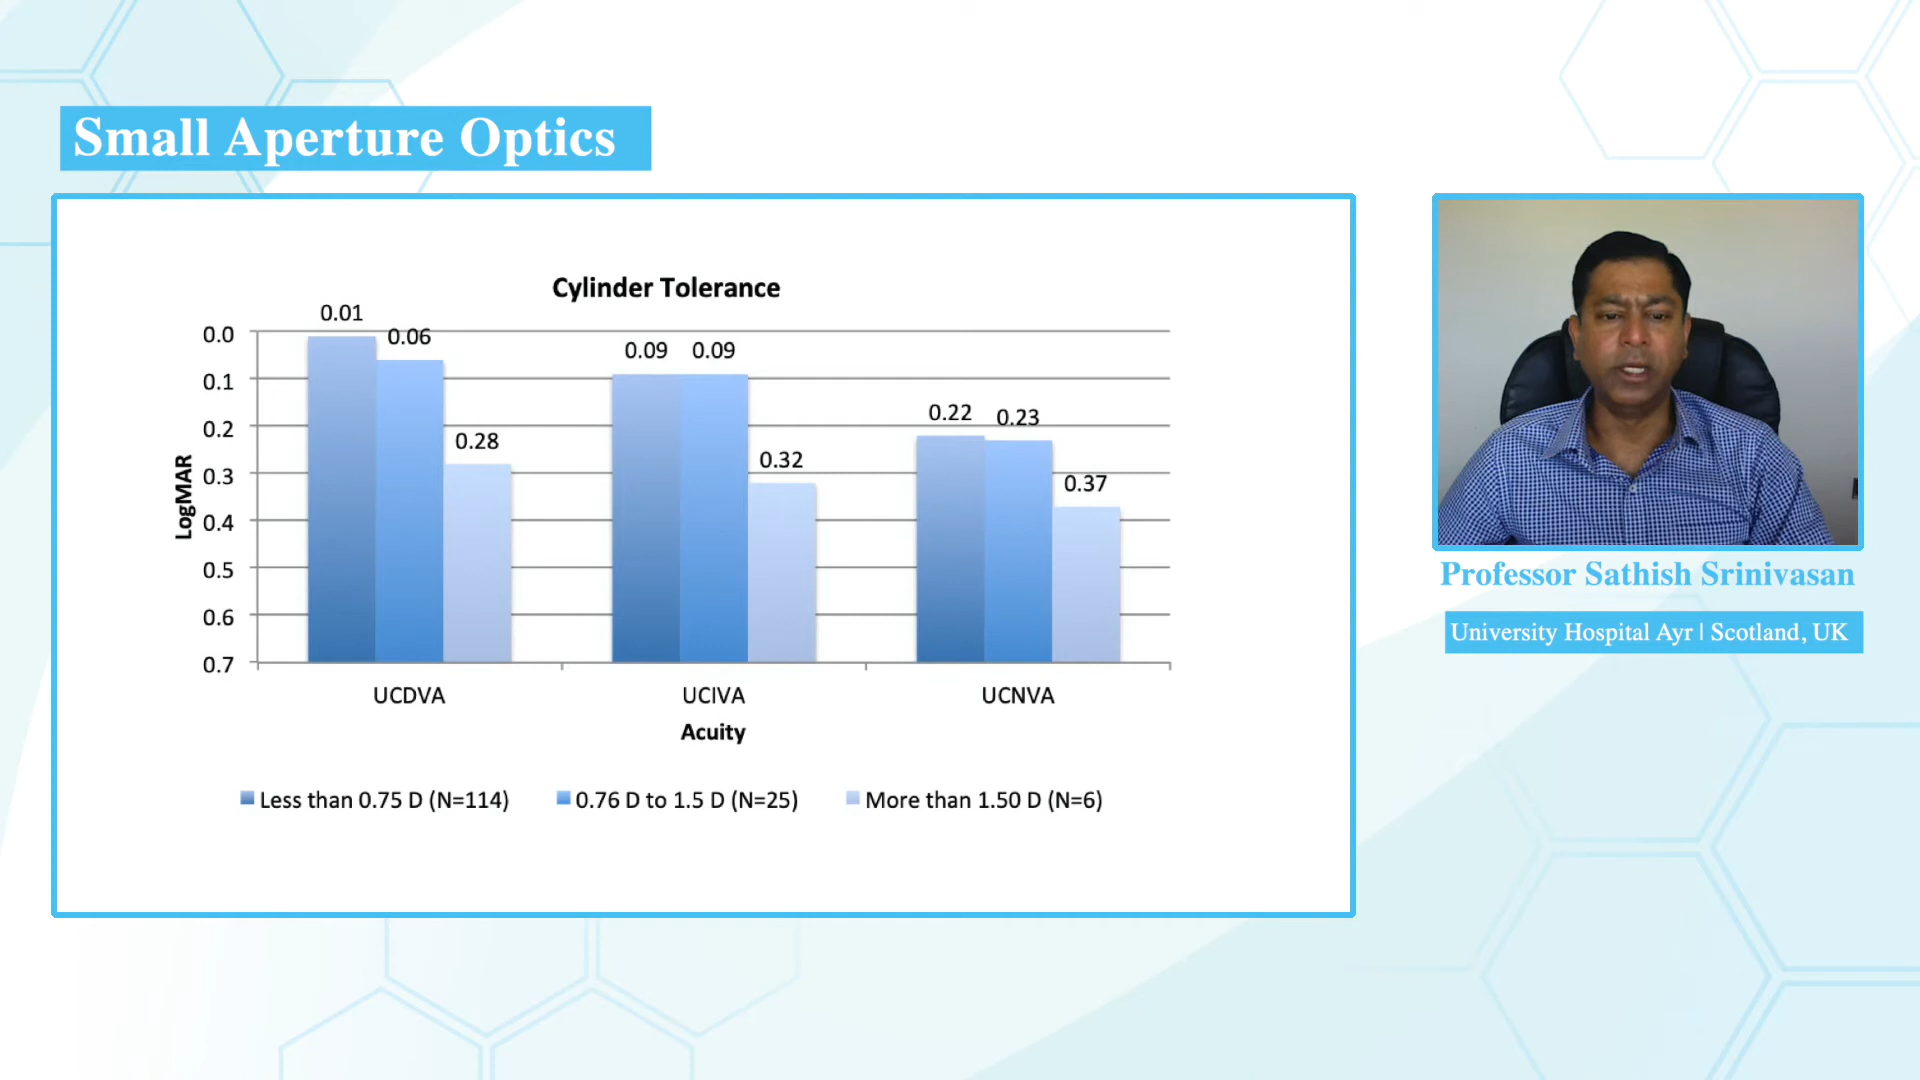 Small Aperture Optics
Cylinder Tolerance
0.01
0.06
0.28
0.09
0.09
0.32
0.22
0.23
0.37
0.0
0.1
0.2
0.3
0.4
0.5
0.6
0.7
LogMAR
UCDVA
UCIVA
UCNVA
Acuity
Less than 0.75 D (N=114)
0.76 D to 1.5 D (N=25)
More than 1.50 D (N=6)
Professor Sathish Srinivasan
University Hospital Ayr | Scotland, UK